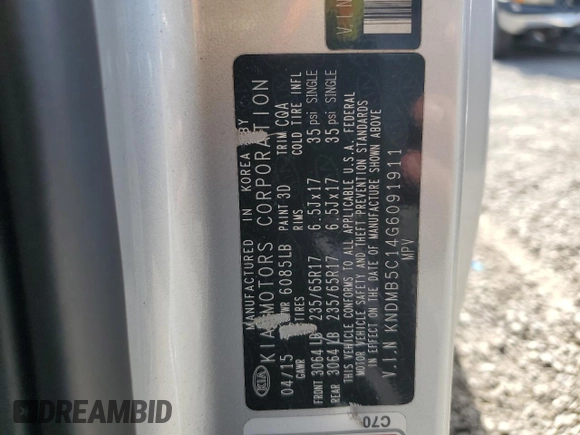 VIN
MANUFACTURED IN KOREA BY
KIA KIA MOTORS CORPORATION
04/15 6085LB PAINT 3D TRIM CQA
GAWR TIRES RIMS COLD TIRE INFL
FRONT 3064 LB 235/65R17 6.5Jx17 35 psi SINGLE
REAR 3064 LB 235/65R17 6.5Jx17 35 psi SINGLE
THIS VEHICLE CONFORMS TO ALL APPLICABLE U.S.A. FEDERAL
MOTOR VEHICLE SAFETY AND THEFT PREVENTION STANDARDS
IN EFFECT ON THE DATE OF MANUFACTURE SHOWN ABOVE
V.I.N KNDMB5C14G6091911
MPV
C70
DREAMBID